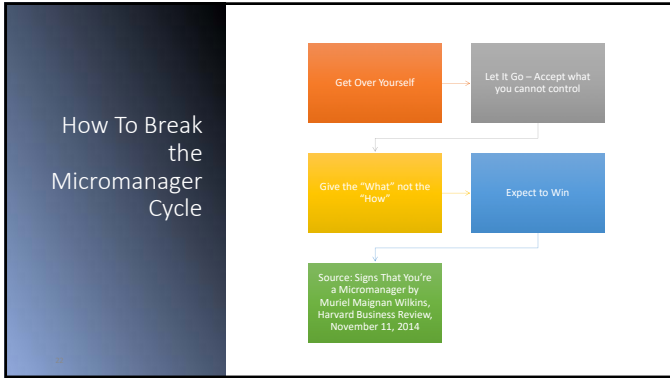 How To Break
the
Micromanager
Cycle
Get Over Yourself
Let It Go – Accept what
you cannot control
Give the “What” not the
“How”
Expect to Win
Source: Signs That You’re
a Micromanager by
Muriel Maignan Wilkins,
Harvard Business Review,
November 11, 2014